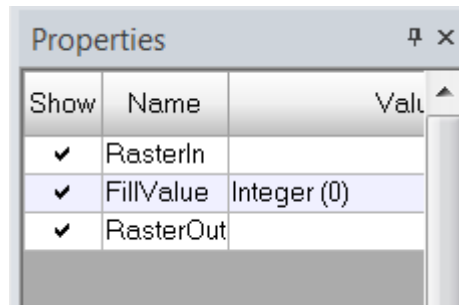 Properties
Show Name Valu
RasterIn
FillValue Integer (0)
RasterOut